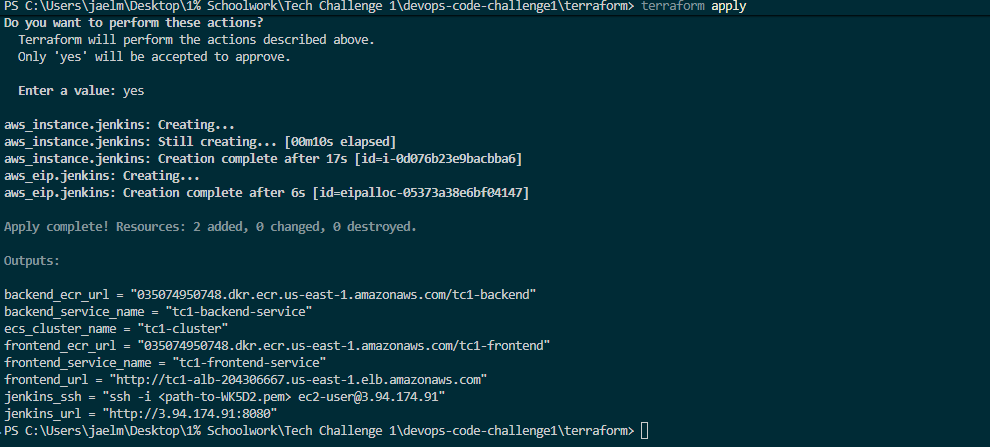 PS C:\Users\jaelm\Desktop\1% Schoolwork\Tech Challenge 1\devops-code-challenge1\terraform> terraform apply
Do you want to perform these actions?
  Terraform will perform the actions described above.
  Only 'yes' will be accepted to approve.

  Enter a value: yes

aws_instance.jenkins: Creating...
aws_instance.jenkins: Still creating... [00m10s elapsed]
aws_instance.jenkins: Creation complete after 17s [id=i-0d076b23e9bacbba6]
aws_eip.jenkins: Creating...
aws_eip.jenkins: Creation complete after 6s [id=eipalloc-05373a38e6bf04147]

Apply complete! Resources: 2 added, 0 changed, 0 destroyed.

Outputs:

backend_ecr_url = "035074950748.dkr.ecr.us-east-1.amazonaws.com/tc1-backend"
backend_service_name = "tc1-backend-service"
ecs_cluster_name = "tc1-cluster"
frontend_ecr_url = "035074950748.dkr.ecr.us-east-1.amazonaws.com/tc1-frontend"
frontend_service_name = "tc1-frontend-service"
frontend_url = "http://tc1-alb-204306667.us-east-1.elb.amazonaws.com"
jenkins_ssh = "ssh -i <path-to-WK5D2.pem> ec2-user@3.94.174.91"
jenkins_url = "http://3.94.174.91:8080"
PS C:\Users\jaelm\Desktop\1% Schoolwork\Tech Challenge 1\devops-code-challenge1\terraform>